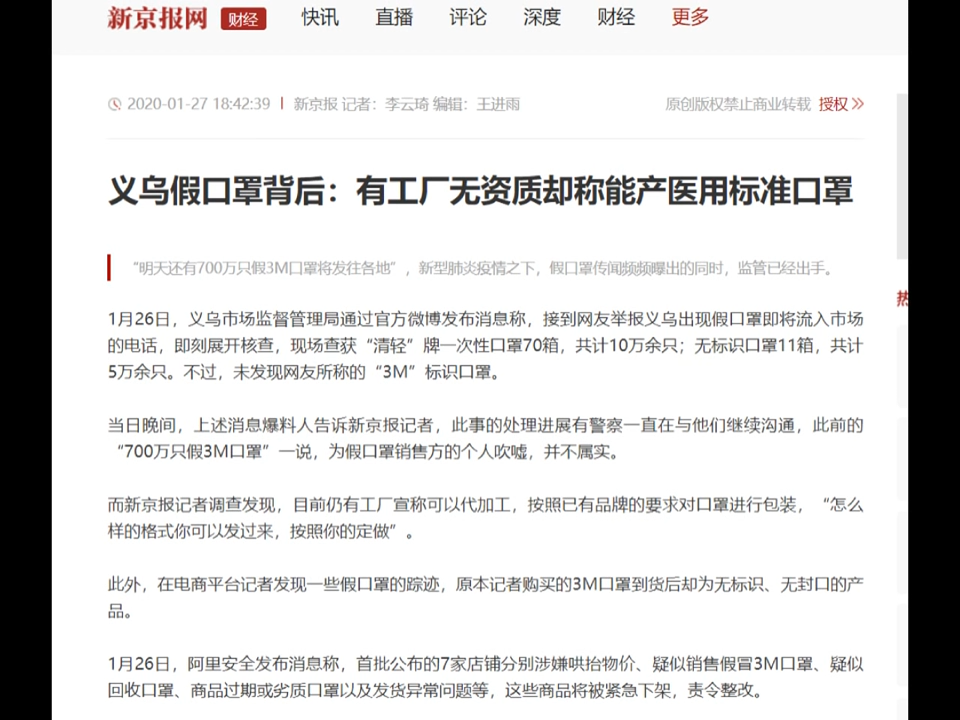 新京报网 财经 快讯 直播 评论 深度 财经 更多
2020-01-27 18:42:39 | 新京报 记者：李云琦 编辑：王进雨 原创版权禁止商业转载 授权
义乌假口罩背后：有工厂无资质却称能产医用标准口罩
“明天还有700万只假3M口罩将发往各地”，新型肺炎疫情之下，假口罩传闻频频曝出的同时，监管已经出手。
热
1月26日，义乌市场监督管理局通过官方微博发布消息称，接到网友举报义乌出现假口罩即将流入市场
的电话，即刻展开核查，现场查获“清轻”牌一次性口罩70箱，共计10万余只；无标识口罩11箱，共计
5万余只。不过，未发现网友所称的“3M”标识口罩。
当日晚间，上述消息爆料人告诉新京报记者，此事的处理进展有警察一直在与他们继续沟通，此前的
“700万只假3M口罩”一说，为假口罩销售方的个人吹嘘，并不属实。
而新京报记者调查发现，目前仍有工厂宣称可以代加工，按照已有品牌的要求对口罩进行包装，“怎么
样的格式你可以发过来，按照你的定做”。
此外，在电商平台记者发现一些假口罩的踪迹，原本记者购买的3M口罩到货后却为无标识、无封口的产
品。
1月26日，阿里安全发布消息称，首批公布的7家店铺分别涉嫌哄抬物价、疑似销售假冒3M口罩、疑似
回收口罩、商品过期或劣质口罩以及发货异常问题等，这些商品将被紧急下架，责令整改。